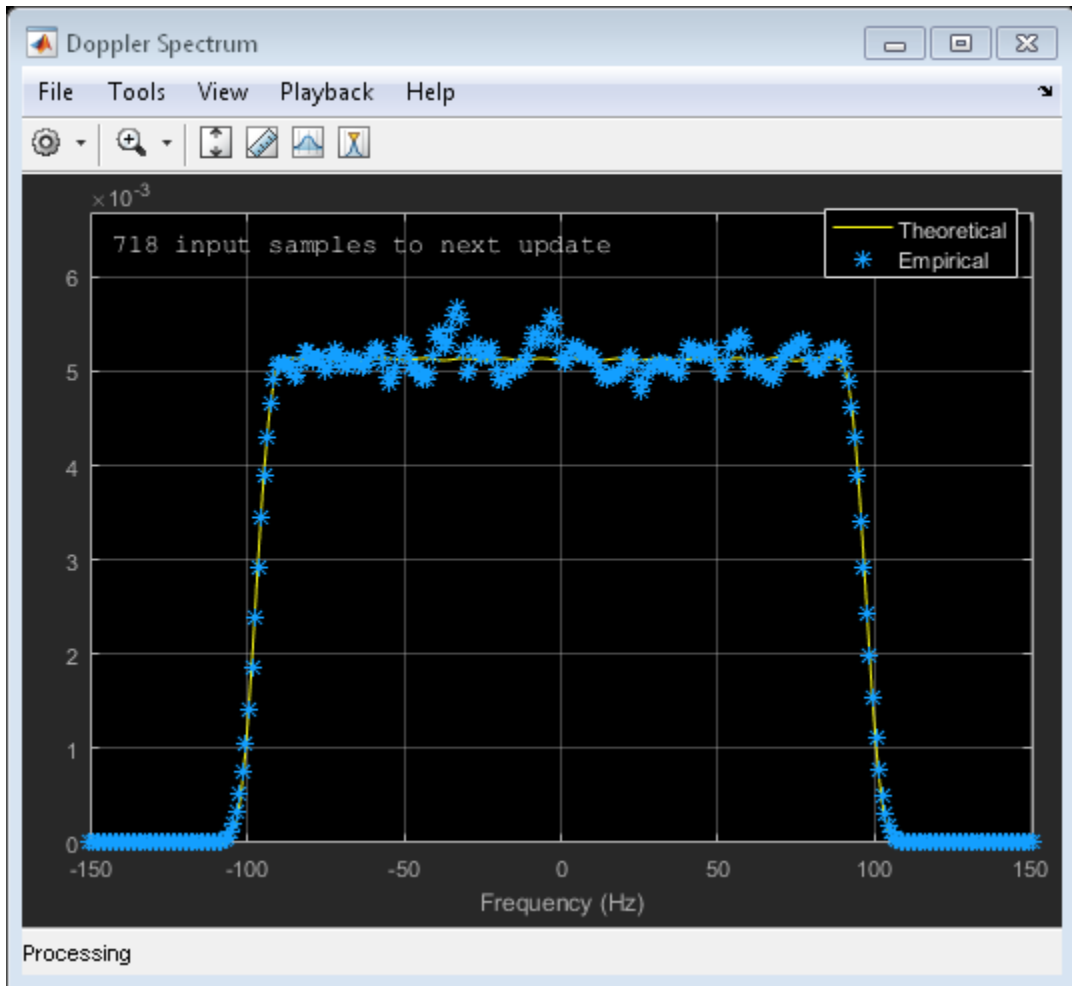 Doppler Spectrum
File Tools View Playback Help
×10-3
718 input samples to next update
Theoretical
Empirical
6
5
4
3
2
1
0
-150 -100 -50 0 50 100 150
Frequency (Hz)
Processing